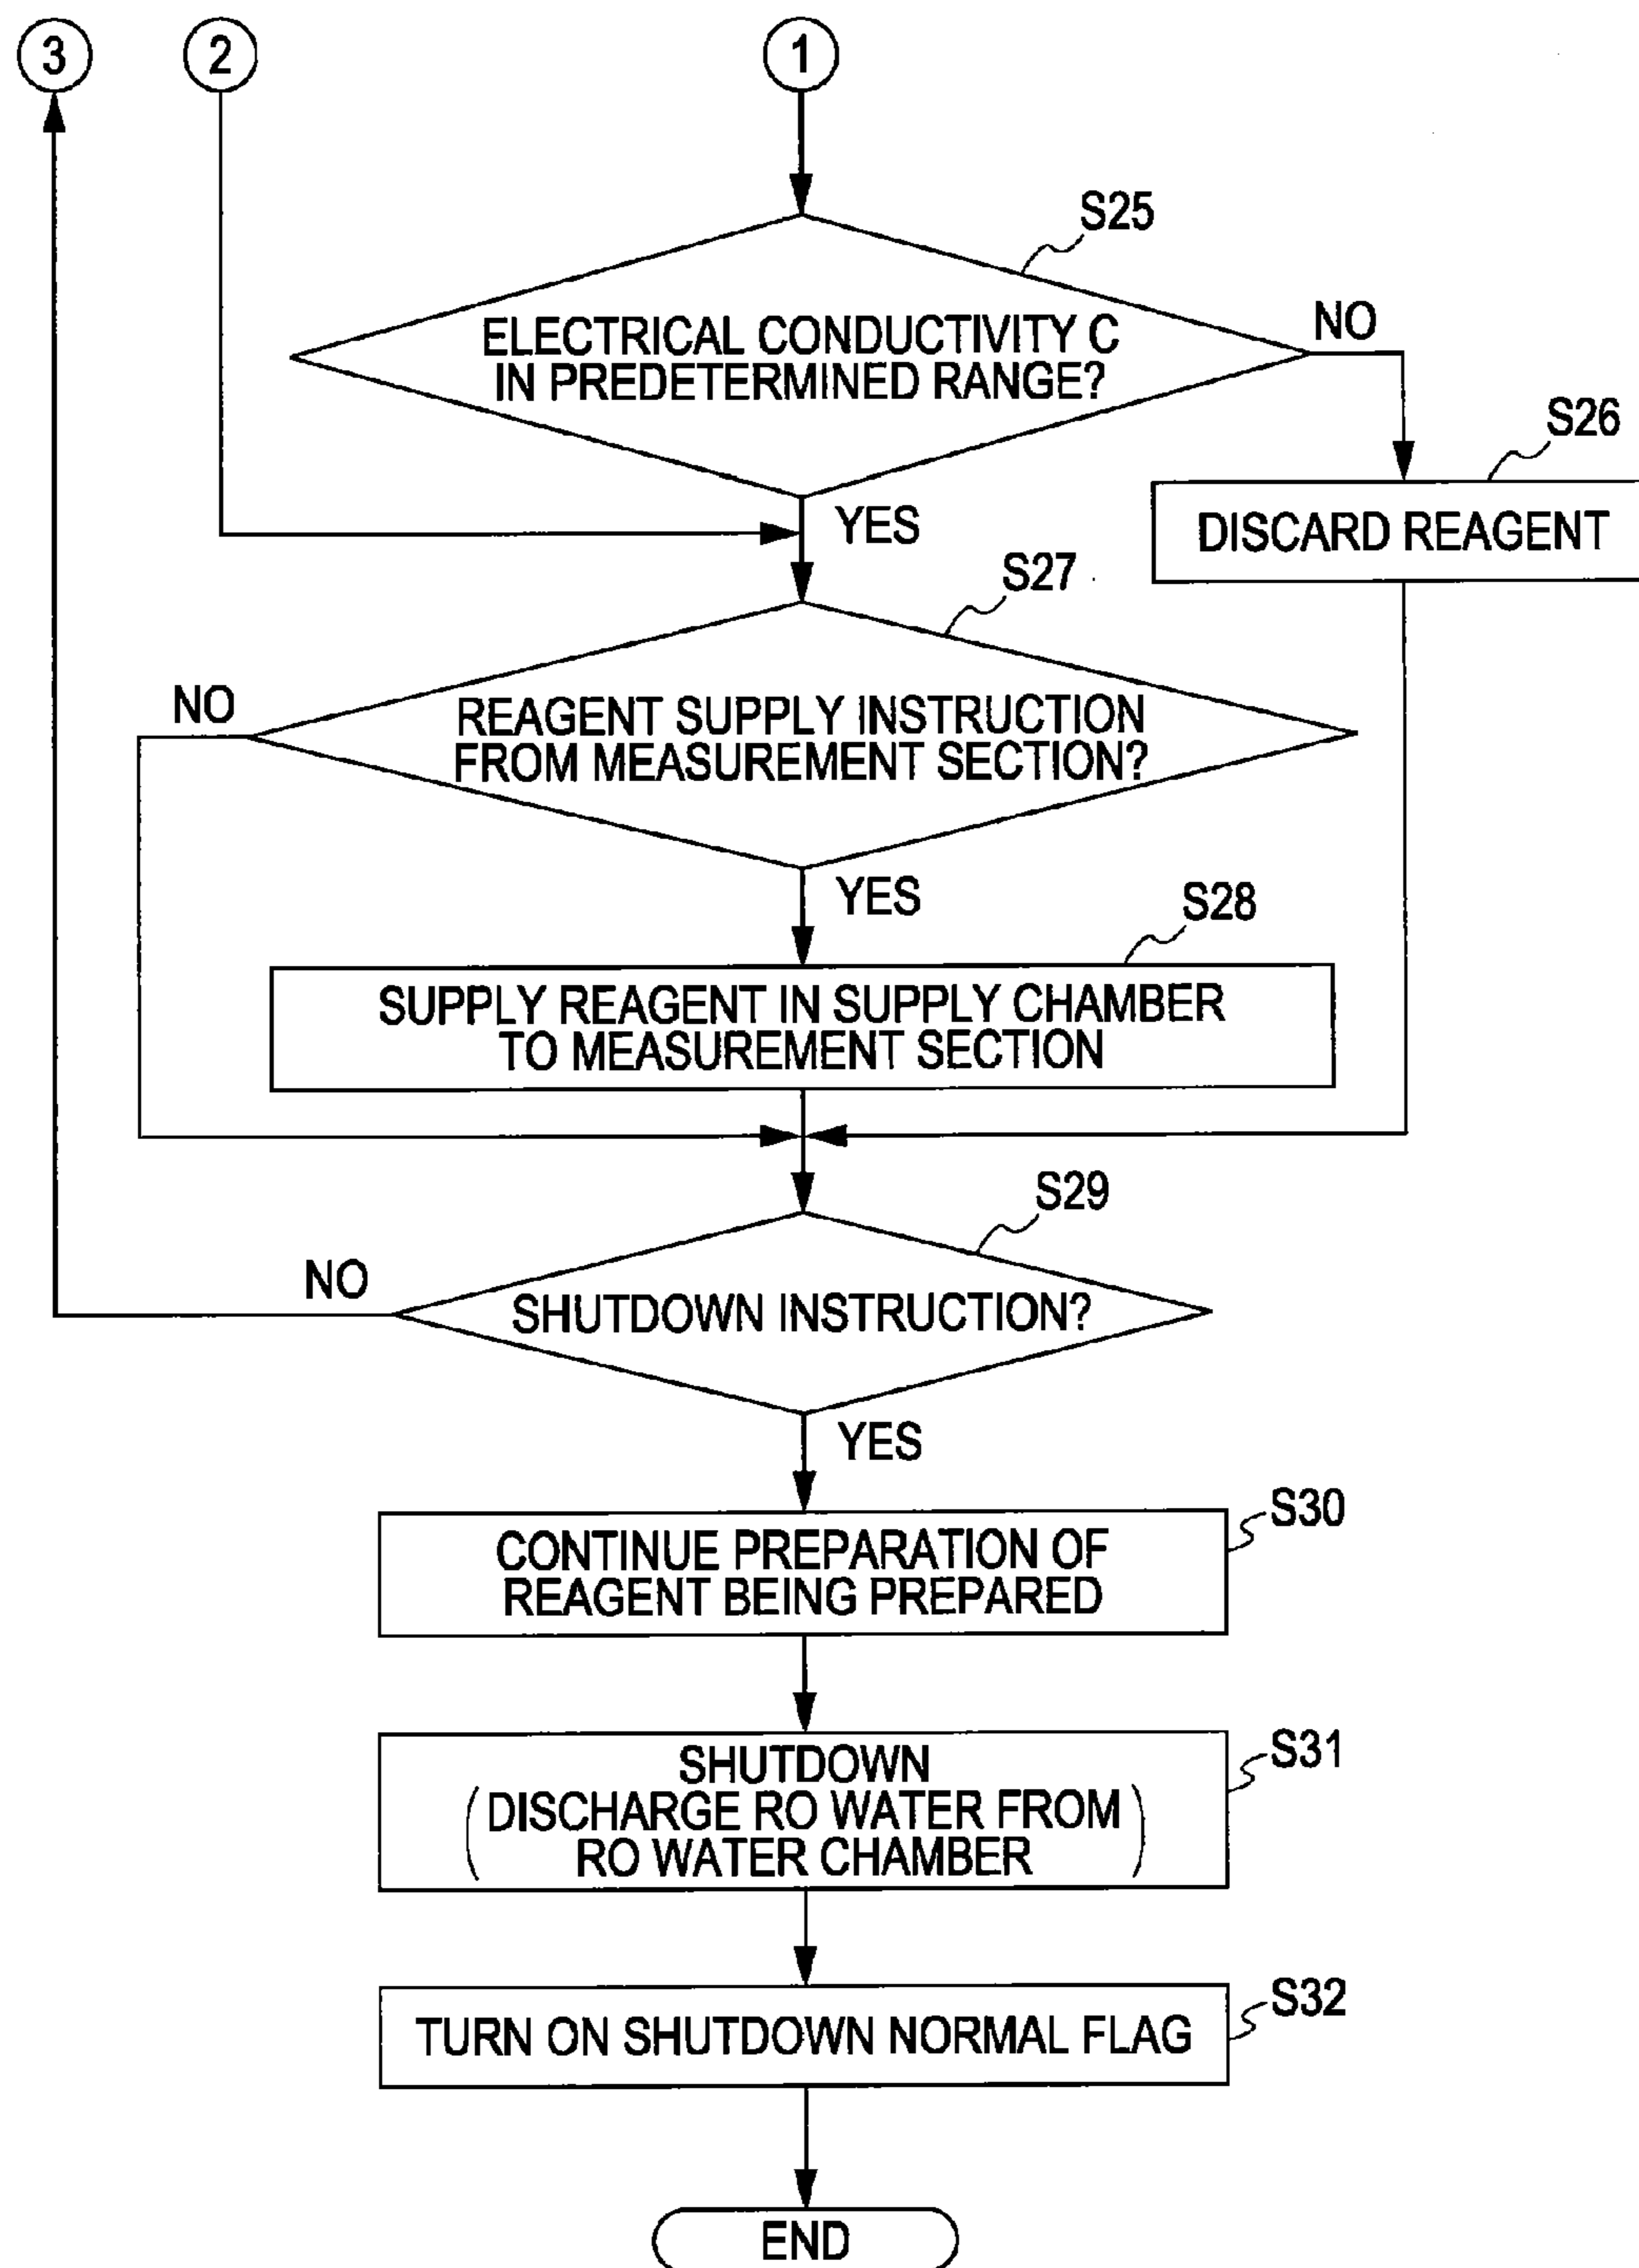 3
2
1
S25
ELECTRICAL CONDUCTIVITY C
IN PREDETERMINED RANGE?
NO
S26
DISCARD REAGENT
YES
S27
NO
REAGENT SUPPLY INSTRUCTION
FROM MEASUREMENT SECTION?
YES
S28
SUPPLY REAGENT IN SUPPLY CHAMBER
TO MEASUREMENT SECTION
S29
NO
SHUTDOWN INSTRUCTION?
YES
S30
CONTINUE PREPARATION OF
REAGENT BEING PREPARED
S31
SHUTDOWN
(DISCHARGE RO WATER FROM
RO WATER CHAMBER)
S32
TURN ON SHUTDOWN NORMAL FLAG
END